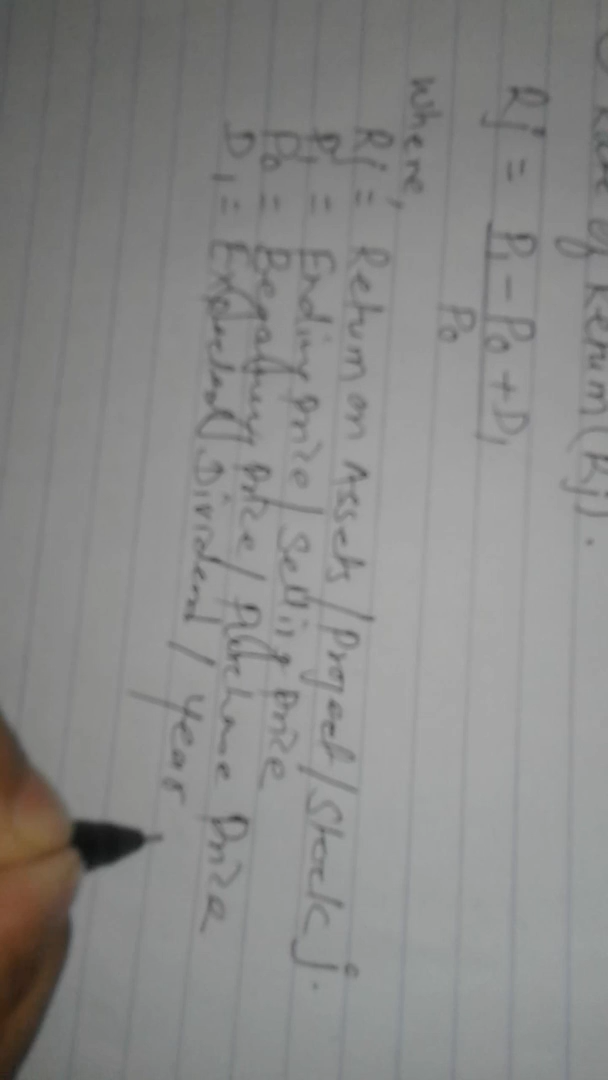 Rate of Return (Rj).
Rj = P1 - P0 + D1
P0
where,
Rj = Return on Assets / Project / Stock j.
P1 = Ending Price / Selling Price
P0 = Price / Purchase Price
D1 = Expected Dividend / Year